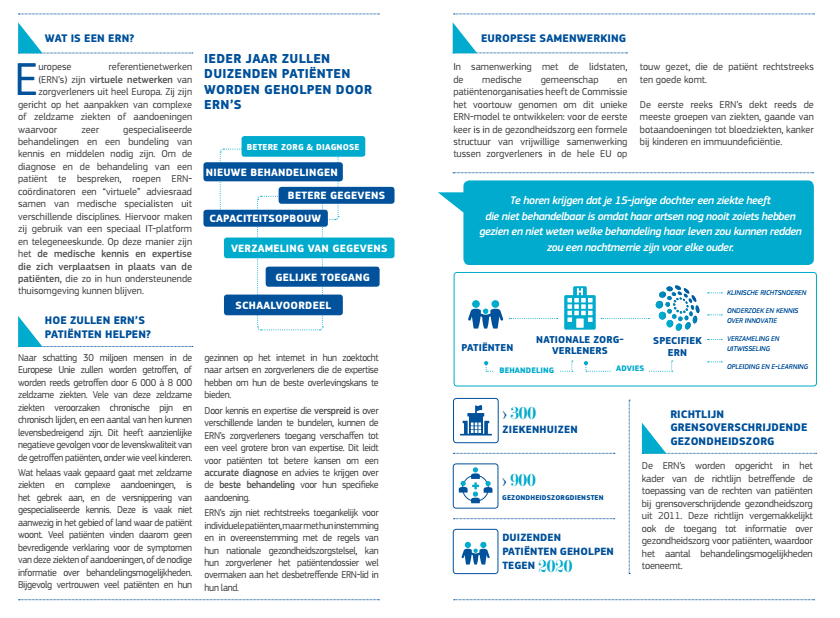 WAT IS EEN ERN?
Europese referentienetwerken
(ERN's) zijn virtuele netwerken van
zorgverleners uit heel Europa. Zij zijn
gericht op het aanpakken van complexe
of zeldzame ziekten of aandoeningen
waarvoor zeer gespecialiseerde
behandelingen en een bundeling van
kennis en middelen nodig zijn. Om de
diagnose en de behandeling van een
patiënt te bespreken, roepen ERN-
coördinatoren een "virtuele" adviesraad
samen van medische specialisten uit
verschillende disciplines. Hiervoor maken
zij gebruik van een speciaal IT-platform
en telegeneeskunde. Op deze manier zijn
het de medische kennis en expertise
die zich verplaatsen in plaats van de
patiënten, die zo in hun ondersteunende
thuisomgeving kunnen blijven.
IEDER JAAR ZULLEN
DUIZENDEN PATIËNTEN
WORDEN GEHOLPEN DOOR
ERN'S
BETERE ZORG & DIAGNOSE
NIEUWE BEHANDELINGEN
BETERE GEGEVENS
CAPACITEITSOPBOUW
VERZAMELING VAN GEGEVENS
GELIJKE TOEGANG
SCHAALVOORDEEL
HOE ZULLEN ERN'S
PATIËNTEN HELPEN?
Naar schatting 30 miljoen mensen in de
Europese Unie zullen worden getroffen, of
worden reeds getroffen door 6 000 à 8 000
zeldzame ziekten. Vele van deze zeldzame
ziekten veroorzaken chronische pijn en
chronisch lijden, en een aantal van hen kunnen
levensbedreigend zijn. Dit heeft aanzienlijke
negatieve gevolgen voor de levenskwaliteit van
de getroffen patiënten, onder wie veel kinderen.
Wat helaas vaak gepaard gaat met zeldzame
ziekten en complexe aandoeningen, is
het gebrek aan, en de versnippering van
gespecialiseerde kennis. Deze is vaak niet
aanwezig in het gebied of land waar de patiënt
woont. Veel patiënten vinden daarom geen
bevredigende verklaring voor de symptomen
van deze ziekten of aandoeningen, of de nodige
informatie over behandelingsmogelijkheden.
Bijgevolg vertrouwen veel patiënten en hun
gezinnen op het internet in hun zoektocht
naar artsen en zorgverleners die de expertise
hebben om hun de beste overlevingskans te
bieden.
Door kennis en expertise die verspreid is over
verschillende landen te bundelen, kunnen de
ERN's zorgverleners toegang verschaffen tot
een veel grotere bron van expertise. Dit leidt
voor patiënten tot betere kansen om een
accurate diagnose en advies te krijgen over
de beste behandeling voor hun specifieke
aandoening.
ERN's zijn niet rechtstreeks toegankelijk voor
individuele patiënten, maar met hun instemming
en in overeenstemming met de regels van
hun nationale gezondheidszorgstelsel, kan
hun zorgverlener het patiëntendossier wel
overmaken aan het desbetreffende ERN-lid in
hun land.
EUROPESE SAMENWERKING
In samenwerking met de lidstaten,
de medische gemeenschap en
patiëntenorganisaties heeft de Commissie
het voortouw genomen om dit unieke
ERN-model te ontwikkelen: voor de eerste
keer is in de gezondheidszorg een formele
structuur van vrijwillige samenwerking
tussen zorgverleners in de hele EU op
touw gezet, die de patiënt rechtstreeks
ten goede komt.
De eerste reeks ERN's dekt reeds de
meeste groepen van ziekten, gaande van
botaandoeningen tot bloedziekten, kanker
bij kinderen en immuundeficiëntie.
Te horen krijgen dat je 15-jarige dochter een ziekte heeft
die niet behandelbaar is omdat haar artsen nog nooit zoiets hebben
gezien en niet weten welke behandeling haar leven zou kunnen redden
zou een nachtmerrie zijn voor elke ouder.
PATIËNTEN
NATIONALE ZORG-
VERLENERS
SPECIFIEK
ERN
BEHANDELING
ADVIES
KLINISCHE RICHTSNOEREN
ONDERZOEK EN KENNIS
OVER INNOVATIE
VERZAMELING EN
UITWISSELING
OPLEIDING EN E-LEARNING
› 300
ZIEKENHUIZEN
› 900
GEZONDHEIDSZORGDIENSTEN
DUIZENDEN
PATIËNTEN GEHOLPEN
TEGEN 2020
RICHTLIJN
GRENSOVERSCHRIJDENDE
GEZONDHEIDSZORG
De ERN's worden opgericht in het
kader van de richtlijn betreffende de
toepassing van de rechten van patiënten
bij grensoverschrijdende gezondheidszorg
uit 2011. Deze richtlijn vergemakkelijkt
ook de toegang tot informatie over
gezondheidszorg voor patiënten, waardoor
het aantal behandelingsmogelijkheden
toeneemt.
H